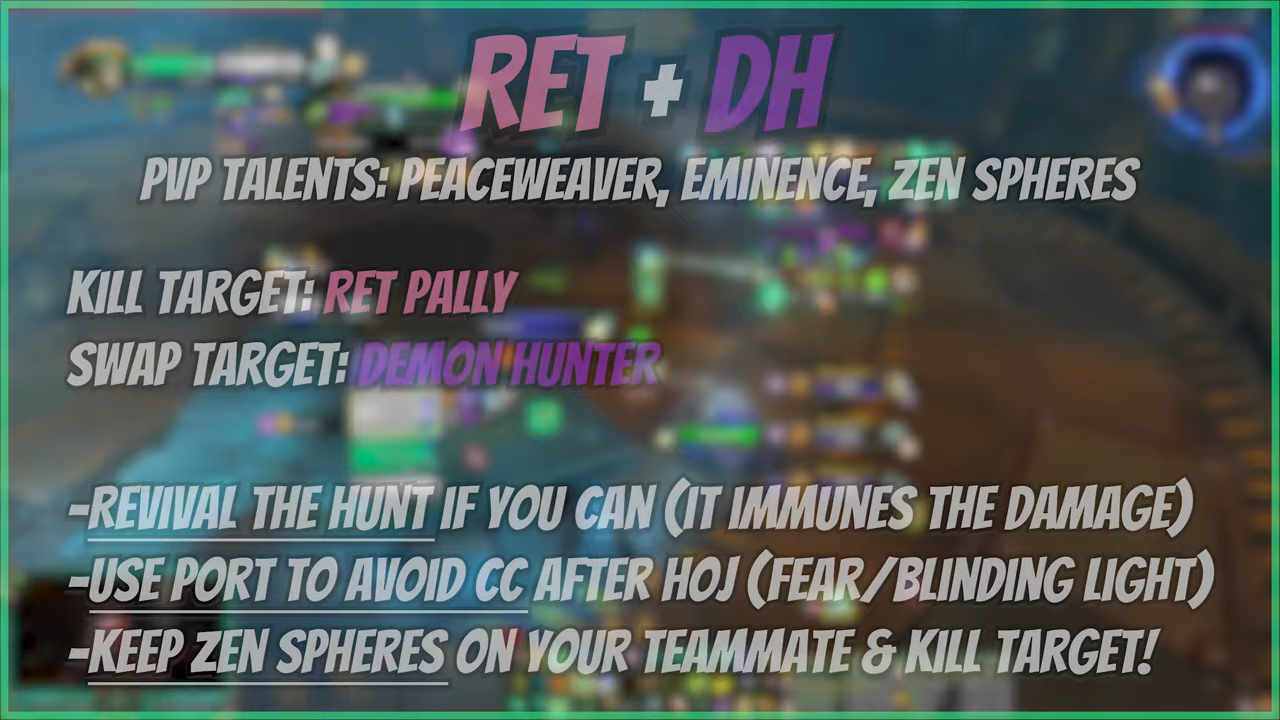 RET + DH
PVP TALENTS: PEACEWEAVER, EMINENCE, ZEN SPHERES
KILL TARGET: RET PALLY
SWAP TARGET: DEMON HUNTER
-REVIVAL THE HUNT IF YOU CAN (IT IMMUNES THE DAMAGE)
-USE PORT TO AVOID CC AFTER HOJ (FEAR/BLINDING LIGHT)
-KEEP ZEN SPHERES ON YOUR TEAMMATE & KILL TARGET!